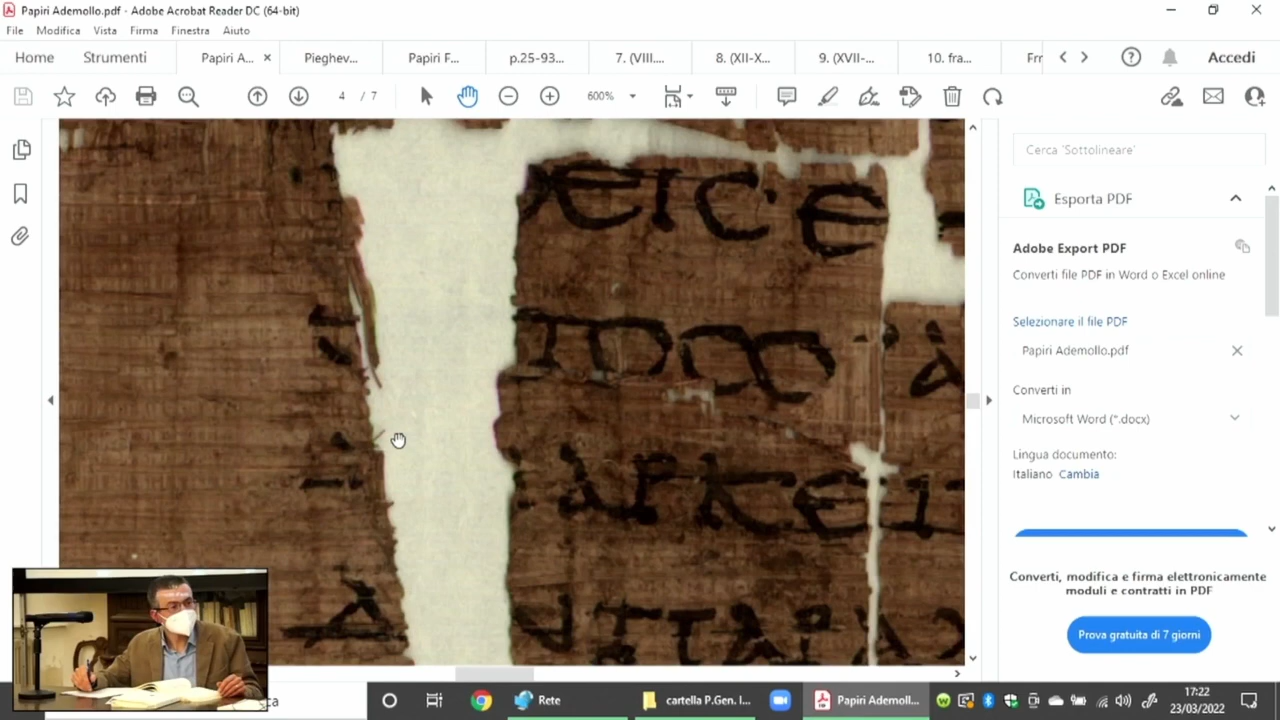 Papiri Ademollo.pdf - Adobe Acrobat Reader DC (64-bit)
File Modifica Vista Firma Finestra Aiuto
Home Strumenti Papiri A... × Pieghev... Papiri F... p.25-93... 7. (VIII.... 8. (XII-X... 9. (XVII-... 10. fra... Frr Accedi
4 / 7 600%
Cerca 'Sottolineare'
Esporta PDF
Adobe Export PDF
Converti file PDF in Word o Excel online
Selezionare il file PDF
Papiri Ademollo.pdf
Converti in
Microsoft Word (*.docx)
Lingua documento:
Italiano Cambia
Converti, modifica e firma elettronicamente
moduli e contratti in PDF
Prova gratuita di 7 giorni
ЄΙϹЄ
ΑΡΚЄΙ
ca
Rete cartella P.Gen. I... Papiri Ademoll...
17:22
23/03/2022